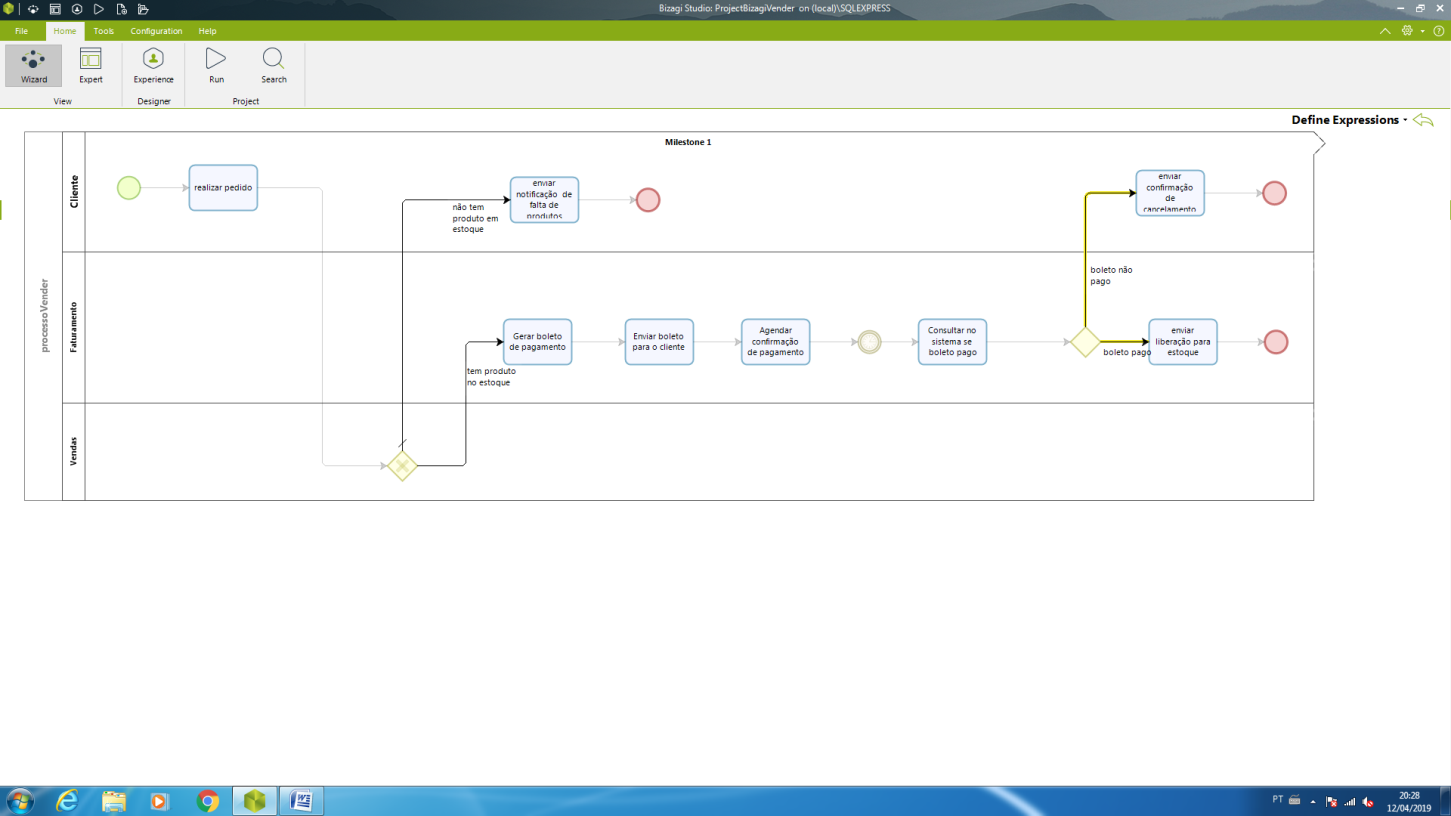 Bizagi Studio: ProjectBizagiVender on (local)\SQLEXPRESS
File Home Tools Configuration Help
Wizard Expert Experience Run Search
View Designer Project
Define Expressions
Milestone 1
processoVender
Cliente
realizar pedido
não tem
produto em
estoque
enviar
notificação de
falta de
produtos
enviar
confirmação
de
cancelamento
Faturamento
boleto não
pago
Gerar boleto
de pagamento
Enviar boleto
para o cliente
Agendar
confirmação
de pagamento
Consultar no
sistema se
boleto pago
boleto pago
enviar
liberação para
estoque
tem produto
no estoque
Vendas
PT
20:28
12/04/2019